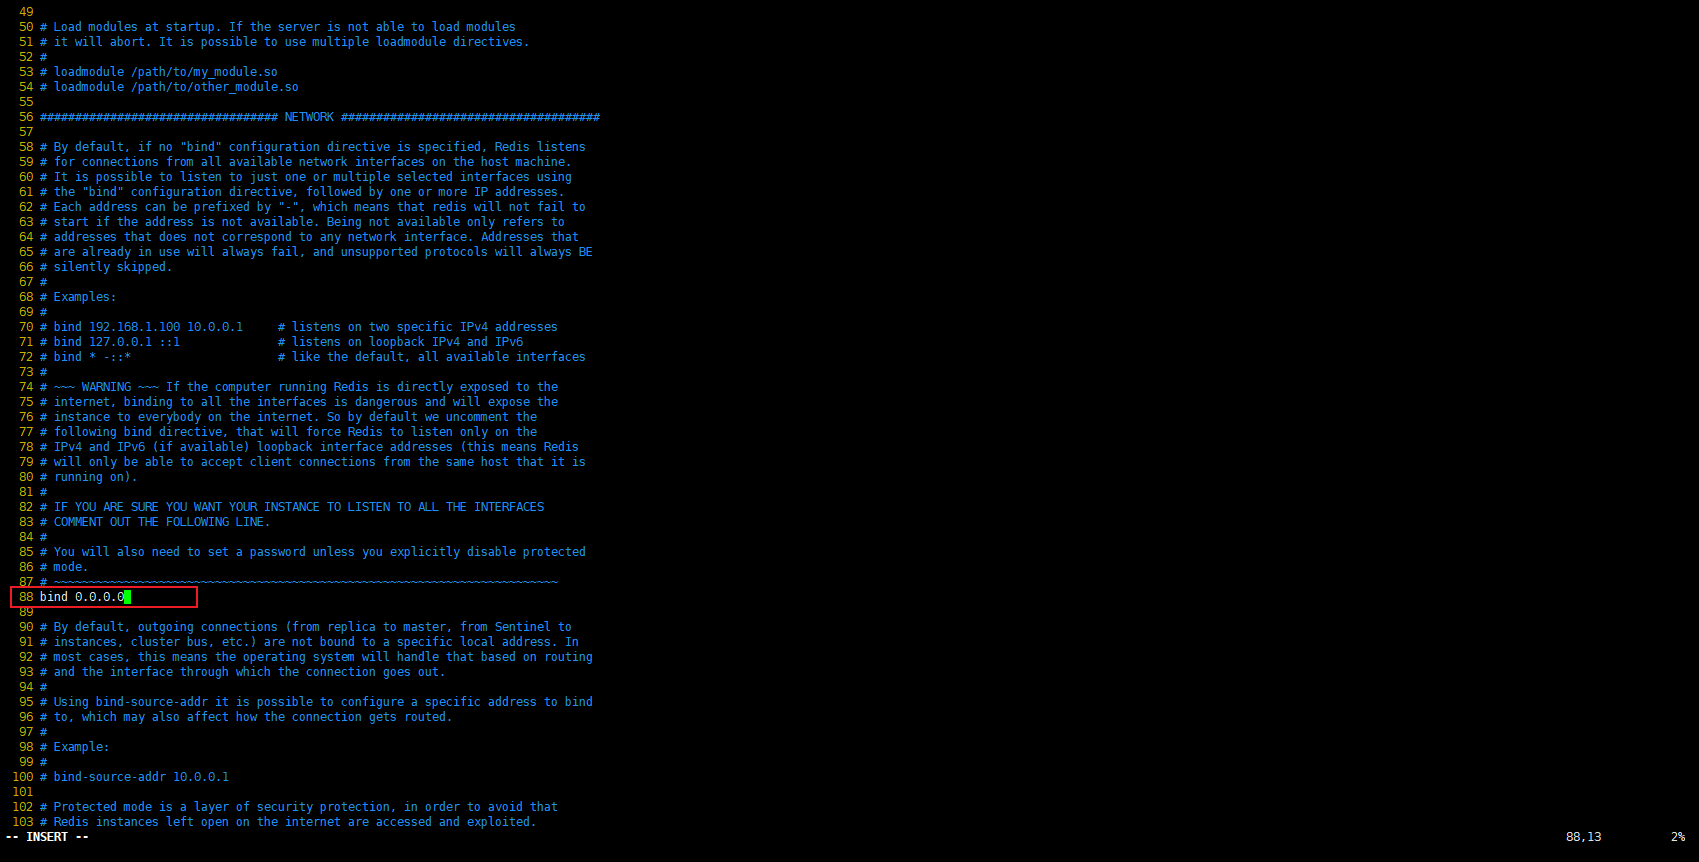 49
50 # Load modules at startup. If the server is not able to load modules
51 # it will abort. It is possible to use multiple loadmodule directives.
52 #
53 # loadmodule /path/to/my_module.so
54 # loadmodule /path/to/other_module.so
55
56 ################################## NETWORK #####################################
57
58 # By default, if no "bind" configuration directive is specified, Redis listens
59 # for connections from all available network interfaces on the host machine.
60 # It is possible to listen to just one or multiple selected interfaces using
61 # the "bind" configuration directive, followed by one or more IP addresses.
62 # Each address can be prefixed by "-", which means that redis will not fail to
63 # start if the address is not available. Being not available only refers to
64 # addresses that does not correspond to any network interface. Addresses that
65 # are already in use will always fail, and unsupported protocols will always BE
66 # silently skipped.
67 #
68 # Examples:
69 #
70 # bind 192.168.1.100 10.0.0.1     # listens on two specific IPv4 addresses
71 # bind 127.0.0.1 ::1              # listens on loopback IPv4 and IPv6
72 # bind * -::*                     # like the default, all available interfaces
73 #
74 # ~~~ WARNING ~~~ If the computer running Redis is directly exposed to the
75 # internet, binding to all the interfaces is dangerous and will expose the
76 # instance to everybody on the internet. So by default we uncomment the
77 # following bind directive, that will force Redis to listen only on the
78 # IPv4 and IPv6 (if available) loopback interface addresses (this means Redis
79 # will only be able to accept client connections from the same host that it is
80 # running on).
81 #
82 # IF YOU ARE SURE YOU WANT YOUR INSTANCE TO LISTEN TO ALL THE INTERFACES
83 # COMMENT OUT THE FOLLOWING LINE.
84 #
85 # You will also need to set a password unless you explicitly disable protected
86 # mode.
87 # ~~~~~~~~~~~~~~~~~~~~~~~~~~~~~~~~~~~~~~~~~~~~~~~~~~~~~~~~~~~~~~~~~~~~~~~~
88 bind 0.0.0.0
89
90 # By default, outgoing connections (from replica to master, from Sentinel to
91 # instances, cluster bus, etc.) are not bound to a specific local address. In
92 # most cases, this means the operating system will handle that based on routing
93 # and the interface through which the connection goes out.
94 #
95 # Using bind-source-addr it is possible to configure a specific address to bind
96 # to, which may also affect how the connection gets routed.
97 #
98 # Example:
99 #
100 # bind-source-addr 10.0.0.1
101
102 # Protected mode is a layer of security protection, in order to avoid that
103 # Redis instances left open on the internet are accessed and exploited.
-- INSERT -- 88,13 2%